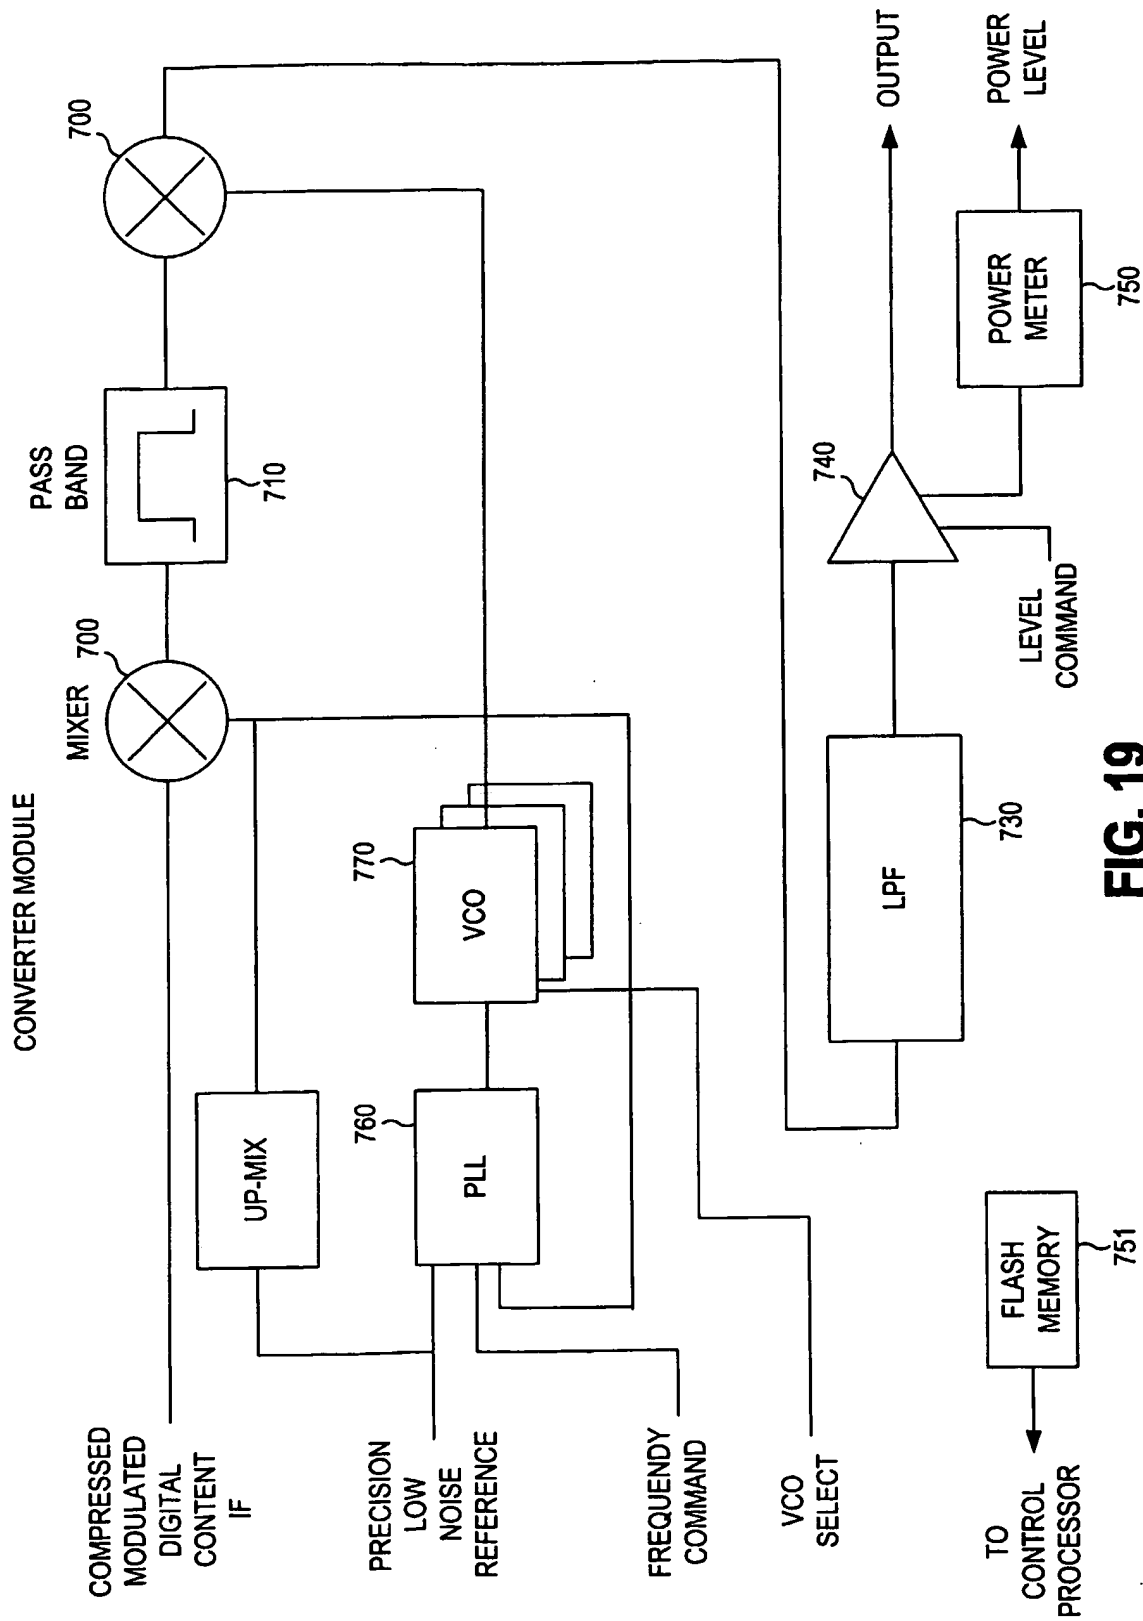 CONVERTER MODULE
COMPRESSED
MODULATED
DIGITAL
CONTENT
IF
MIXER
700
PASS
BAND
710
700
UP-MIX
PRECISION
LOW
NOISE
REFERENCE
760
PLL
770
VCO
FREQUENDY
COMMAND
VCO
SELECT
LPF
730
740
OUTPUT
LEVEL
COMMAND
POWER
METER
750
POWER
LEVEL
TO
CONTROL
PROCESSOR
FLASH
MEMORY
751
FIG. 19